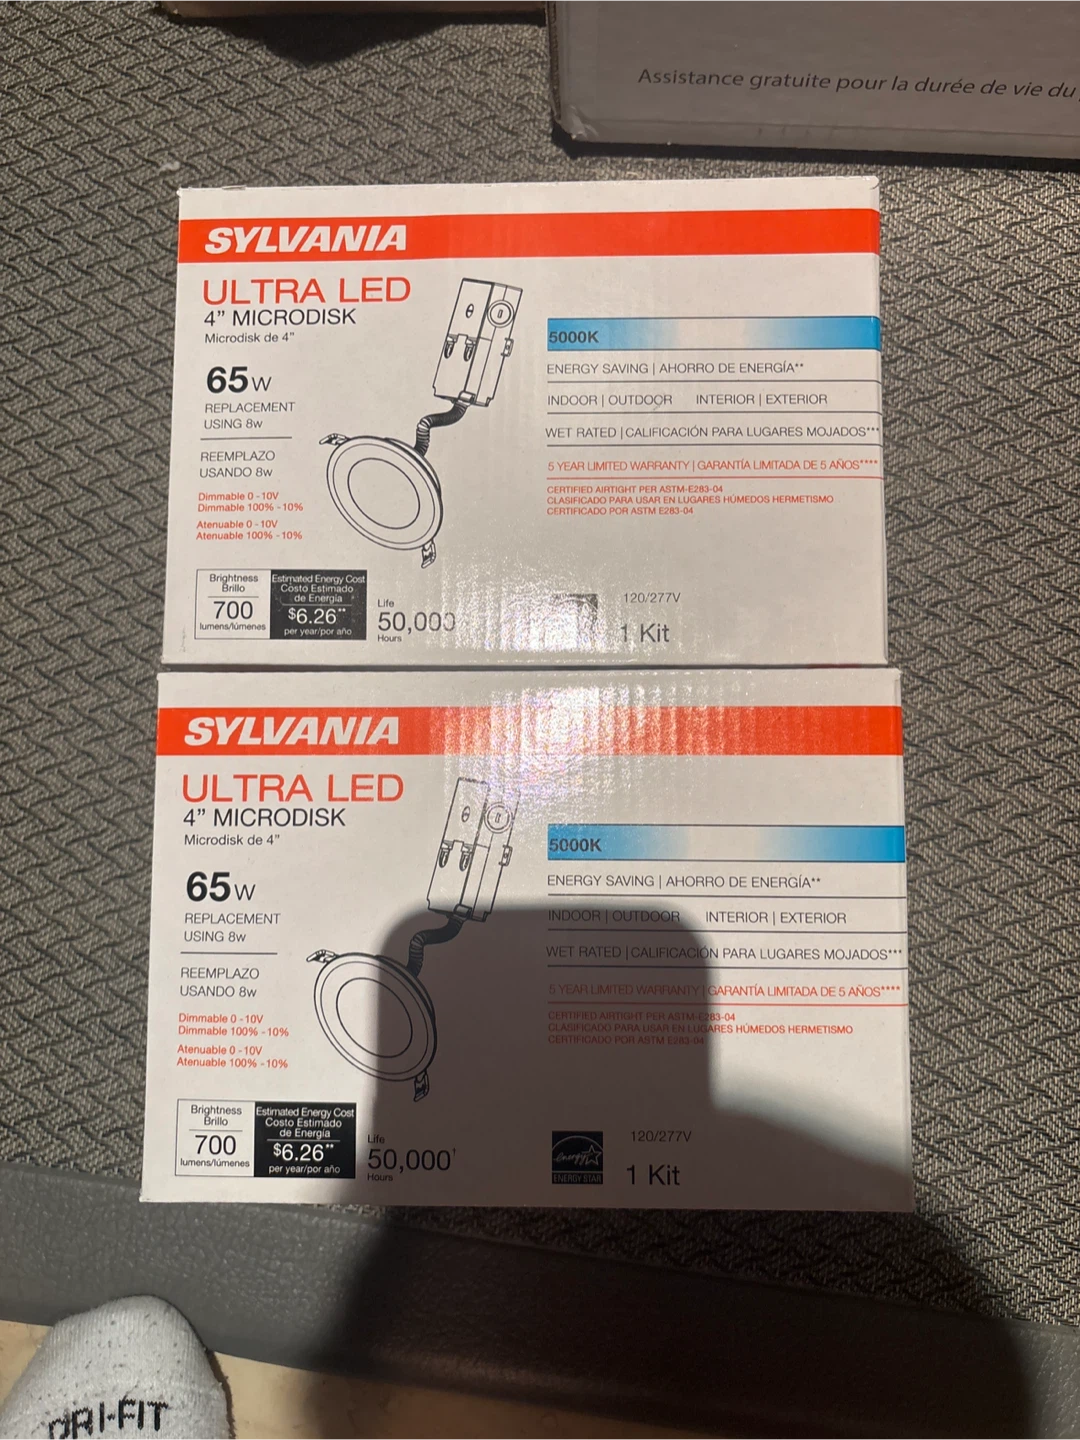 Assistance gratuite pour la durée de vie du
SYLVANIA
ULTRA LED
4" MICRODISK
Microdisk de 4"
65W
REPLACEMENT
USING 8w
REEMPLAZO
USANDO 8w
Dimmable 0 - 10V
Dimmable 100% - 10%
Atenuable 0 - 10V
Atenuable 100% - 10%
Brightness
Brillo
700
lumens/lúmenes
Estimated Energy Cost
Costo Estimado
de Energía
$6.26**
per year/por año
Life
50,000
Hours
5000K
ENERGY SAVING | AHORRO DE ENERGÍA**
INDOOR | OUTDOOR INTERIOR | EXTERIOR
WET RATED | CALIFICACIÓN PARA LUGARES MOJADOS***
5 YEAR LIMITED WARRANTY | GARANTÍA LIMITADA DE 5 AÑOS****
CERTIFIED AIRTIGHT PER ASTM-E283-04
CLASIFICADO PARA USAR EN LUGARES HÚMEDOS HERMETISMO
CERTIFICADO POR ASTM E283-04
120/277V
1 Kit
SYLVANIA
ULTRA LED
4" MICRODISK
Microdisk de 4"
65W
REPLACEMENT
USING 8w
REEMPLAZO
USANDO 8w
Dimmable 0 - 10V
Dimmable 100% - 10%
Atenuable 0 - 10V
Atenuable 100% - 10%
Brightness
Brillo
700
lumens/lúmenes
Estimated Energy Cost
Costo Estimado
de Energía
$6.26**
per year/por año
Life
50,000†
Hours
5000K
ENERGY SAVING | AHORRO DE ENERGÍA**
INDOOR | OUTDOOR INTERIOR | EXTERIOR
WET RATED | CALIFICACIÓN PARA LUGARES MOJADOS***
5 YEAR LIMITED WARRANTY | GARANTÍA LIMITADA DE 5 AÑOS****
CERTIFIED AIRTIGHT PER ASTM-E283-04
CLASIFICADO PARA USAR EN LUGARES HÚMEDOS HERMETISMO
CERTIFICADO POR ASTM E283-04
energy
ENERGY STAR
120/277V
1 Kit
DRI-FIT